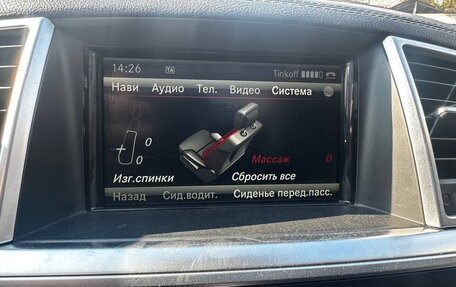 14:26 TA Tinkoff
Нави Аудио Тел. Видео Система
0
0
Массаж 0
Изг.спинки Сбросить все
Назад Сид.водит. Сиденье перед.пасс.